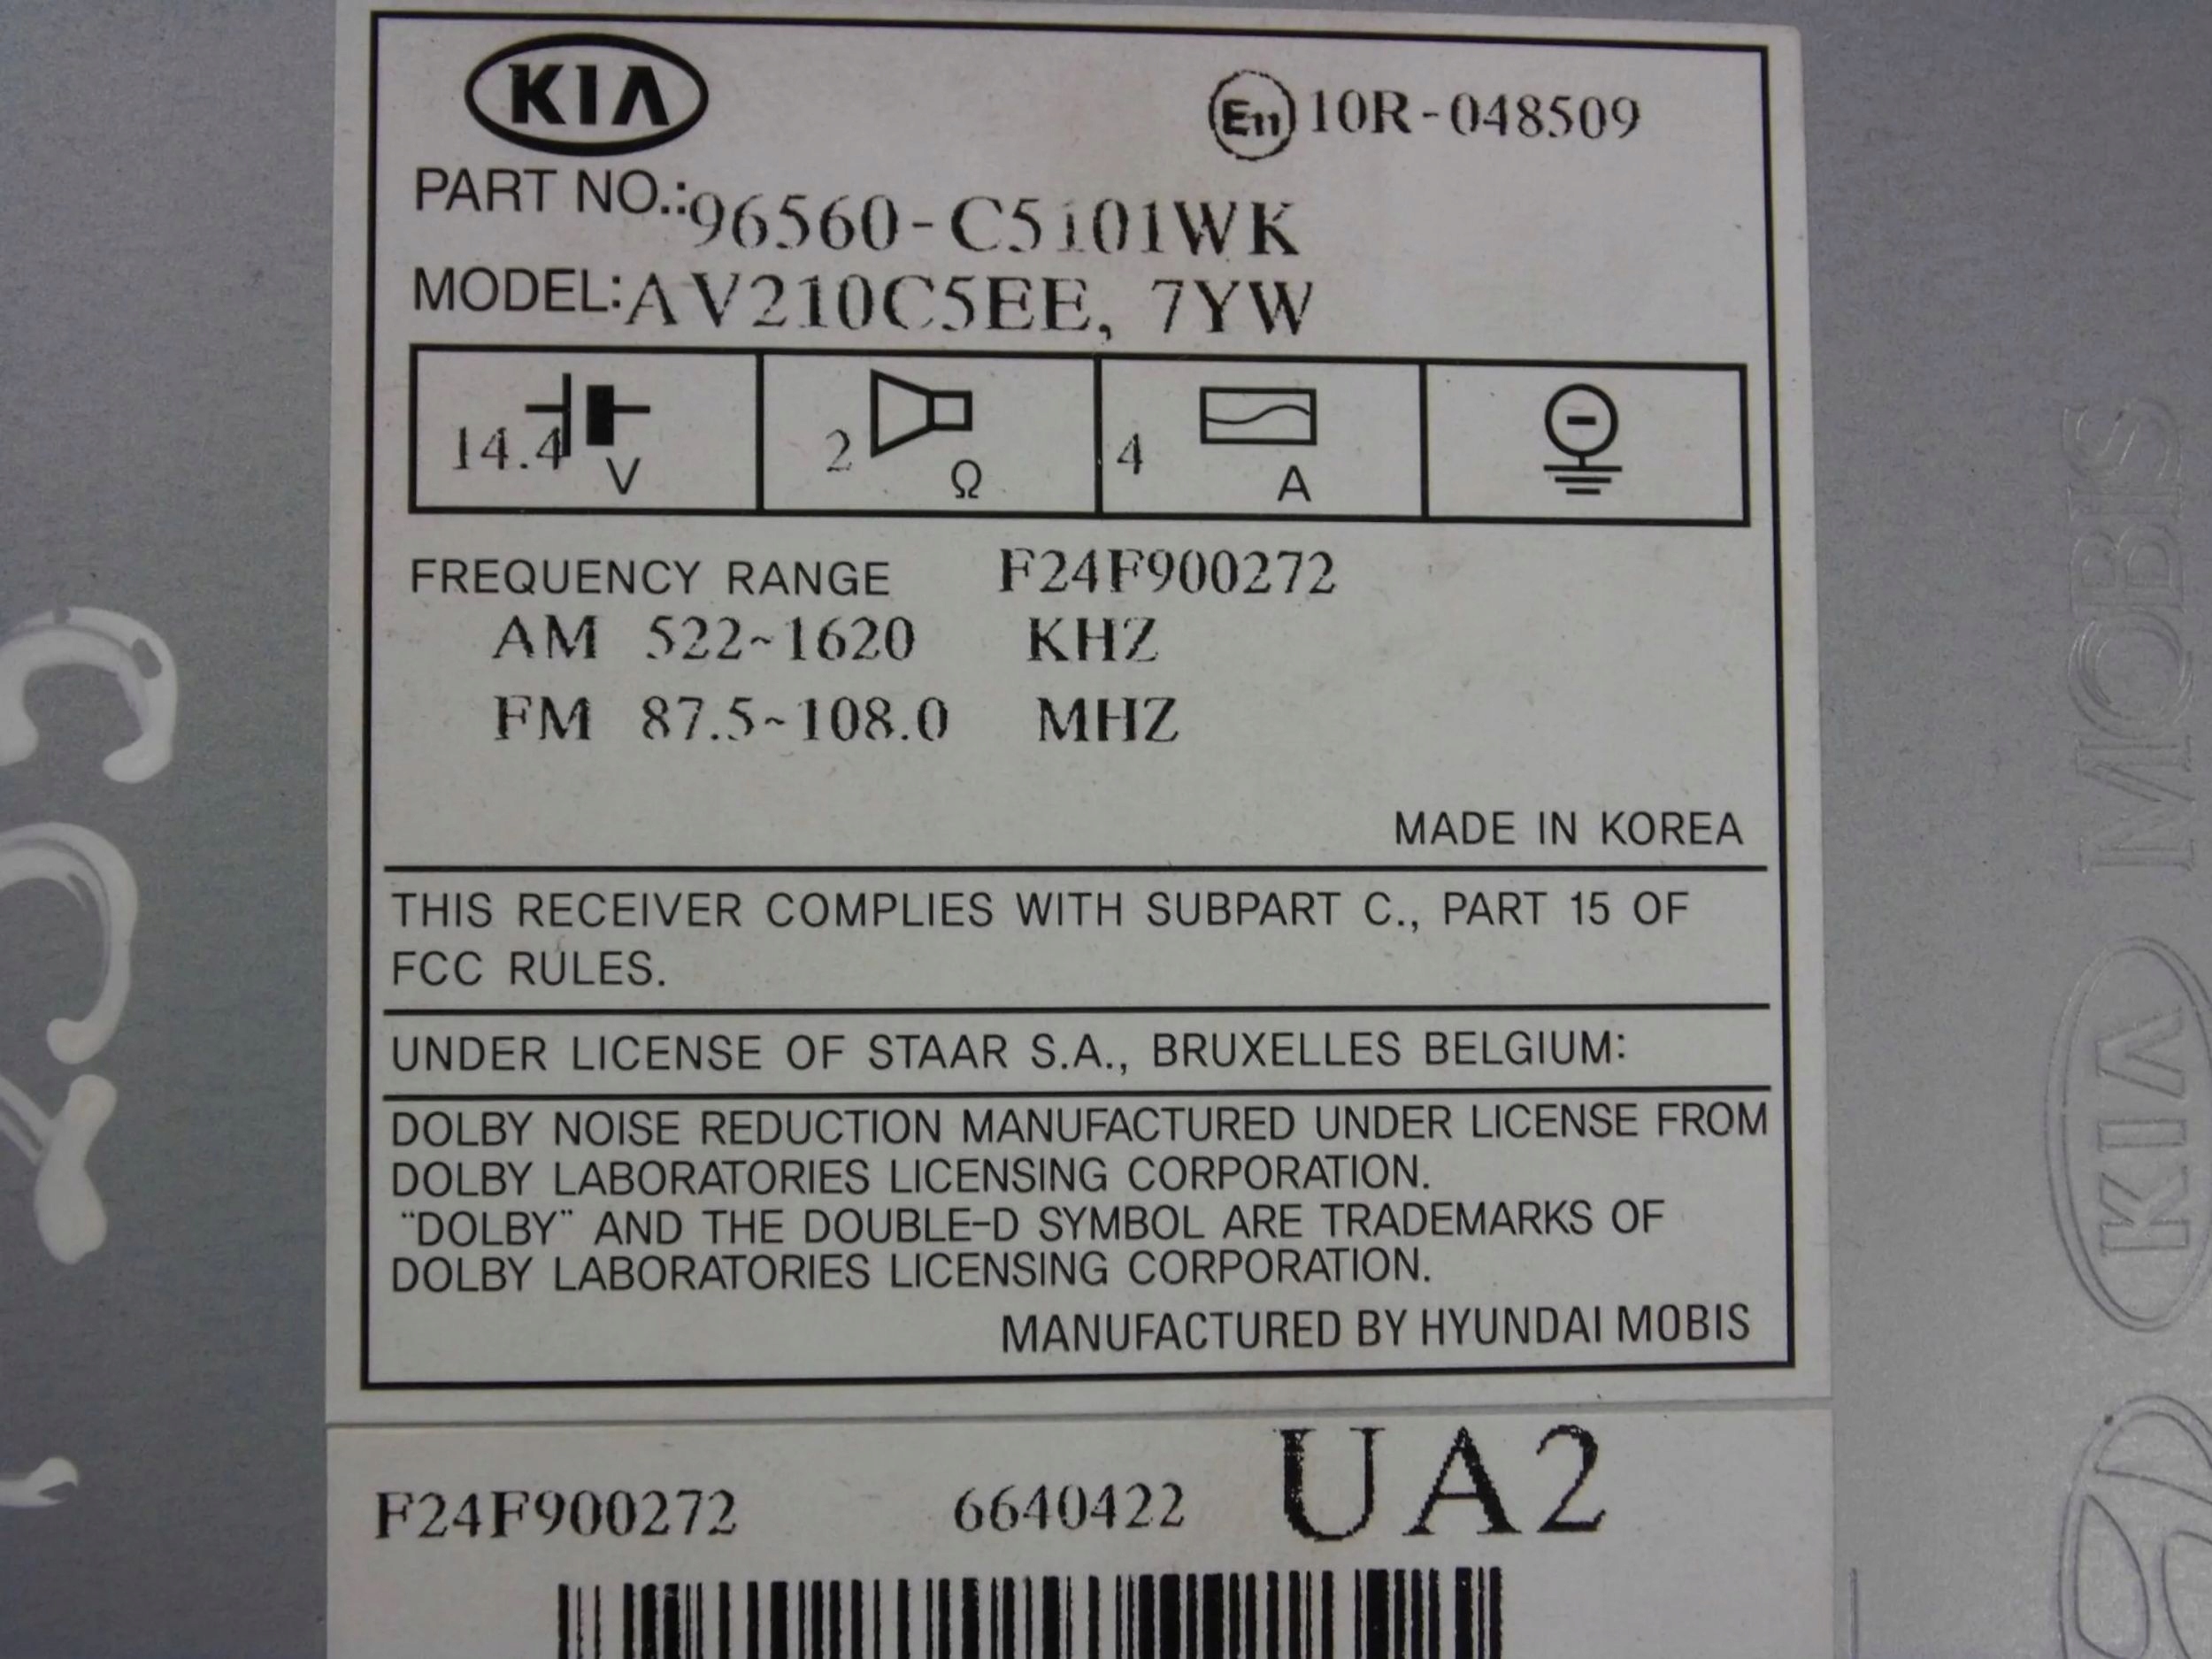 KIA
E11 10R-048509
PART NO.:96560-C5101WK
MODEL:AV210C5EE, 7YW
14.4 V
2 Ω
4 A
FREQUENCY RANGE F24F900272
AM 522~1620 KHZ
FM 87.5~108.0 MHZ
MADE IN KOREA
THIS RECEIVER COMPLIES WITH SUBPART C., PART 15 OF
FCC RULES.
UNDER LICENSE OF STAAR S.A., BRUXELLES BELGIUM:
DOLBY NOISE REDUCTION MANUFACTURED UNDER LICENSE FROM
DOLBY LABORATORIES LICENSING CORPORATION.
"DOLBY" AND THE DOUBLE-D SYMBOL ARE TRADEMARKS OF
DOLBY LABORATORIES LICENSING CORPORATION.
MANUFACTURED BY HYUNDAI MOBIS
F24F900272 6640422 UA2
MOBIS
KIA